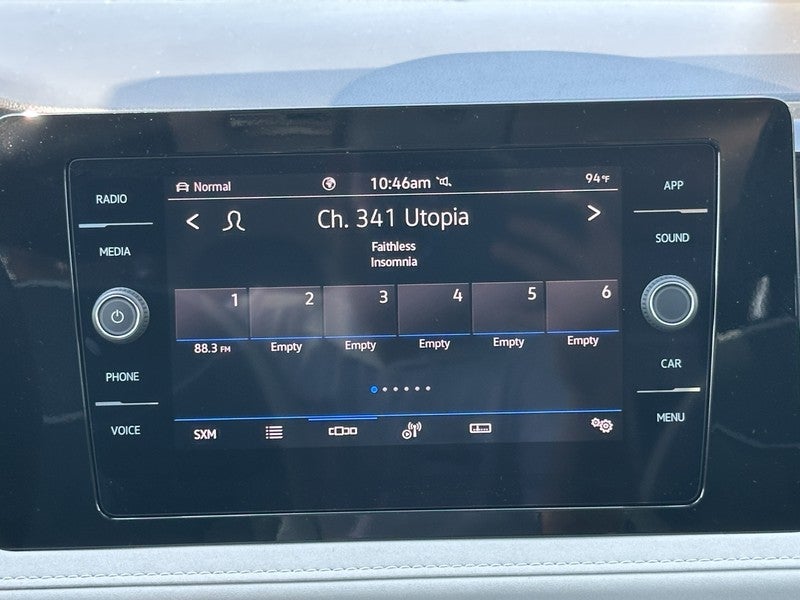 RADIO
MEDIA
PHONE
VOICE
Normal 10:46am 94°F
Ch. 341 Utopia
Faithless
Insomnia
1 2 3 4 5 6
88.3 FM Empty Empty Empty Empty Empty
SXM
APP
SOUND
CAR
MENU